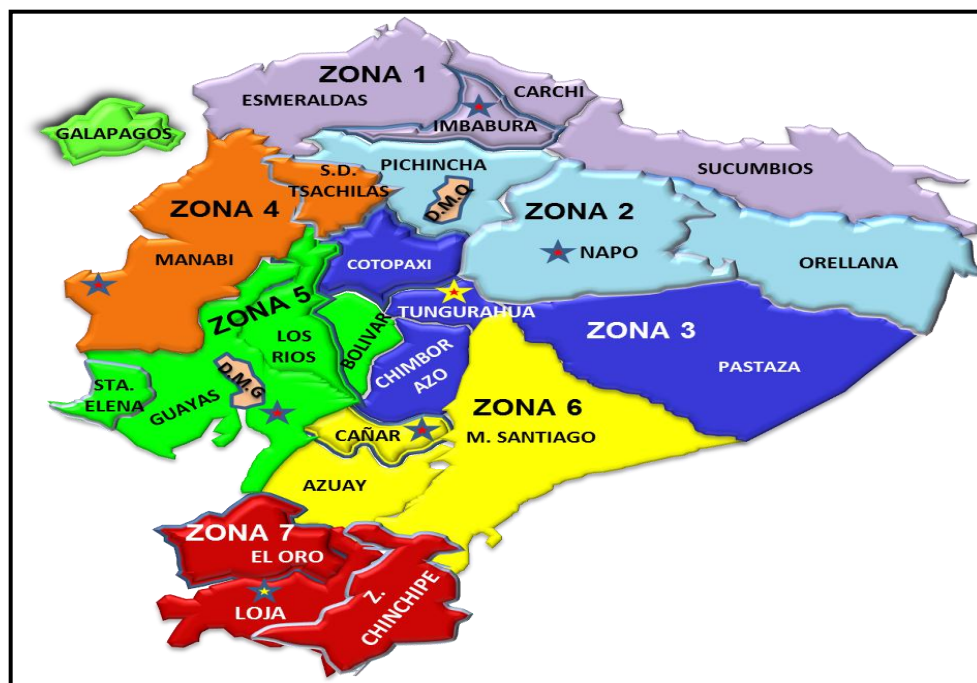 ZONA 1
ESMERALDAS
CARCHI
IMBABURA
GALAPAGOS
SUCUMBIOS
PICHINCHA
S.D.
TSACHILAS
D.M.Q
ZONA 4
ZONA 2
NAPO
MANABI
COTOPAXI
ORELLANA
ZONA 5
TUNGURAHUA
LOS
RIOS
BOLIVAR
ZONA 3
PASTAZA
CHIMBOR
AZO
STA.
ELENA
GUAYAS
D.M.G
ZONA 6
M. SANTIAGO
CAÑAR
AZUAY
ZONA 7
EL ORO
LOJA
Z.
CHINCHIPE